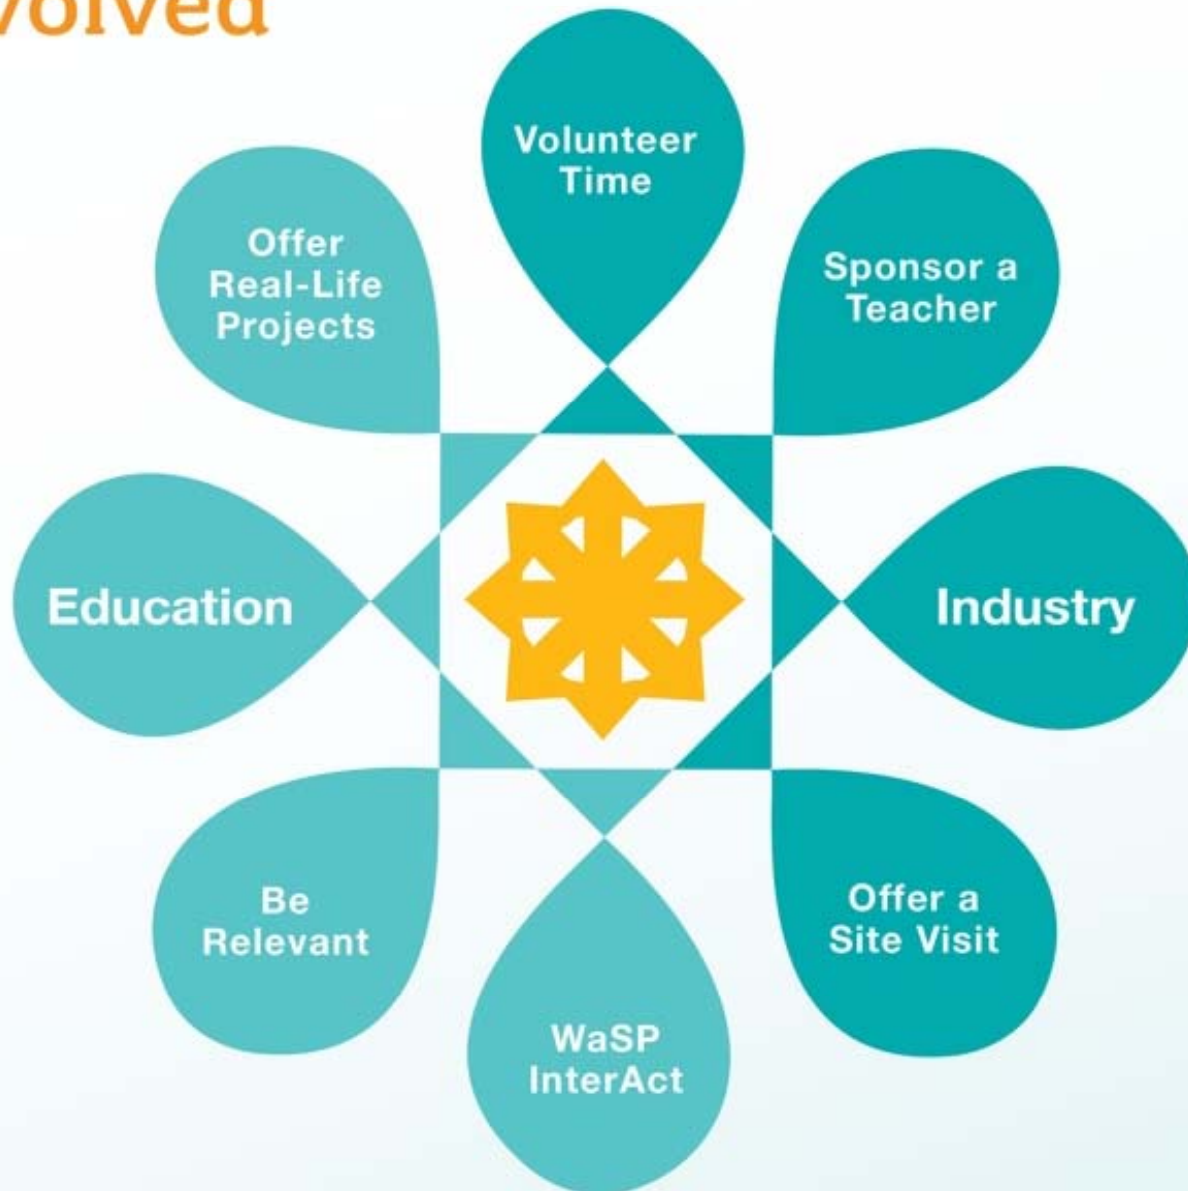 volved
Volunteer
Time
Offer
Real-Life
Projects
Sponsor a
Teacher
Education
Industry
Be
Relevant
Offer a
Site Visit
WaSP
InterAct